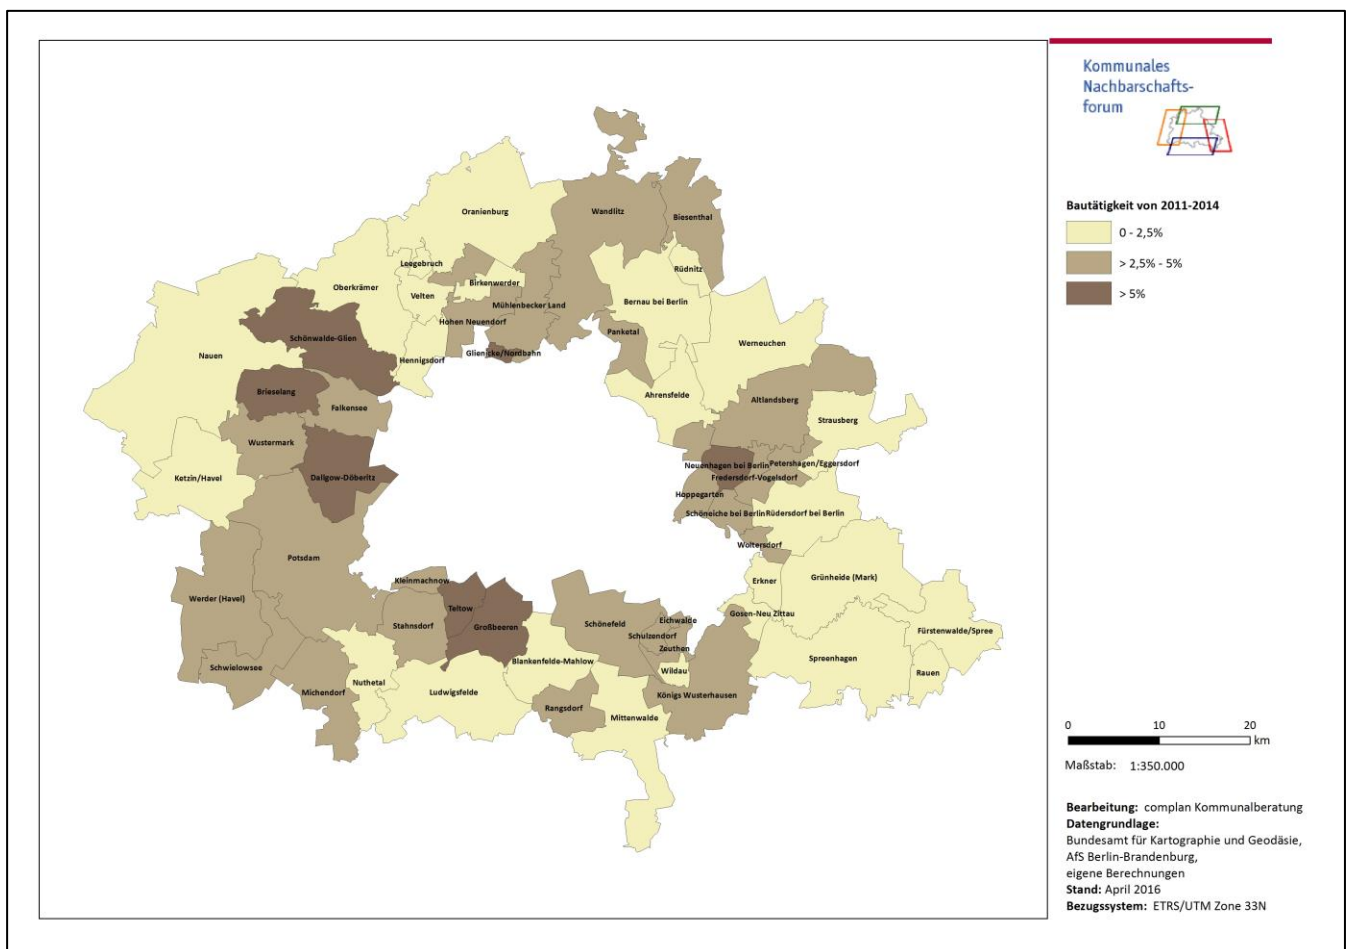 Kommunales
Nachbarschafts-
forum
Bautätigkeit von 2011-2014
0 - 2,5%
> 2,5% - 5%
> 5%
Oranienburg
Wandlitz
Biesenthal
Leegebruch
Rüdnitz
Birkenwerder
Oberkrämer
Velten
Bernau bei Berlin
Mühlenbecker Land
Hohen Neuendorf
Schönwalde-Glien
Panketal
Werneuchen
Nauen
Hennigsdorf
Glienicke/Nordbahn
Brieselang
Ahrensfelde
Altlandsberg
Falkensee
Strausberg
Wustermark
Neuenhagen bei Berlin
Petershagen/Eggersdorf
Ketzin/Havel
Dallgow-Döberitz
Fredersdorf-Vogelsdorf
Hoppegarten
Schöneiche bei Berlin
Rüdersdorf bei Berlin
Woltersdorf
Potsdam
Kleinmachnow
Erkner
Grünheide (Mark)
Werder (Havel)
Teltow
Gosen-Neu Zittau
Stahnsdorf
Großbeeren
Schönefeld
Eichwalde
Schulzendorf
Fürstenwalde/Spree
Zeuthen
Schwielowsee
Blankenfelde-Mahlow
Wildau
Spreenhagen
Rauen
Nuthetal
Michendorf
Ludwigsfelde
Königs Wusterhausen
Rangsdorf
Mittenwalde
0 10 20
km
Maßstab: 1:350.000
Bearbeitung: complan Kommunalberatung
Datengrundlage:
Bundesamt für Kartographie und Geodäsie,
AfS Berlin-Brandenburg,
eigene Berechnungen
Stand: April 2016
Bezugssystem: ETRS/UTM Zone 33N